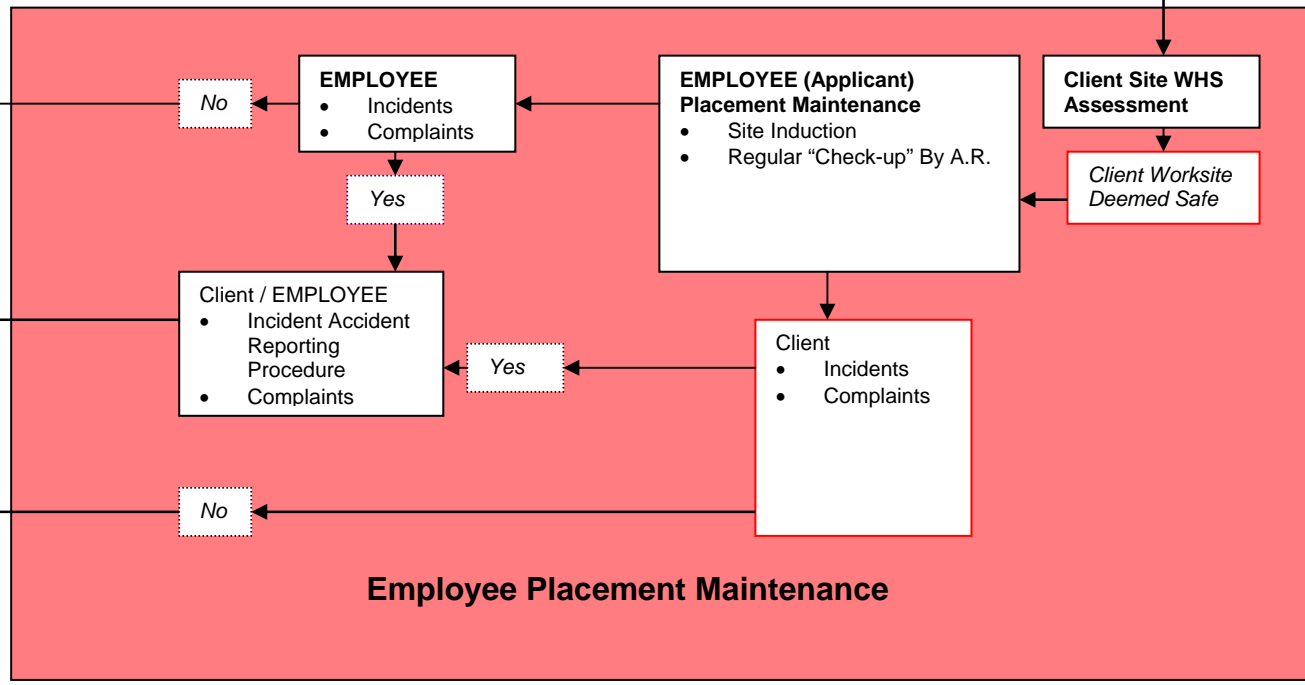 No
EMPLOYEE
• Incidents
• Complaints
EMPLOYEE (Applicant)
Placement Maintenance
• Site Induction
• Regular “Check-up” By A.R.
Client Site WHS
Assessment
Yes
Client Worksite
Deemed Safe
Client / EMPLOYEE
• Incident Accident
Reporting
Procedure
• Complaints
Yes
Client
• Incidents
• Complaints
No
Employee Placement Maintenance